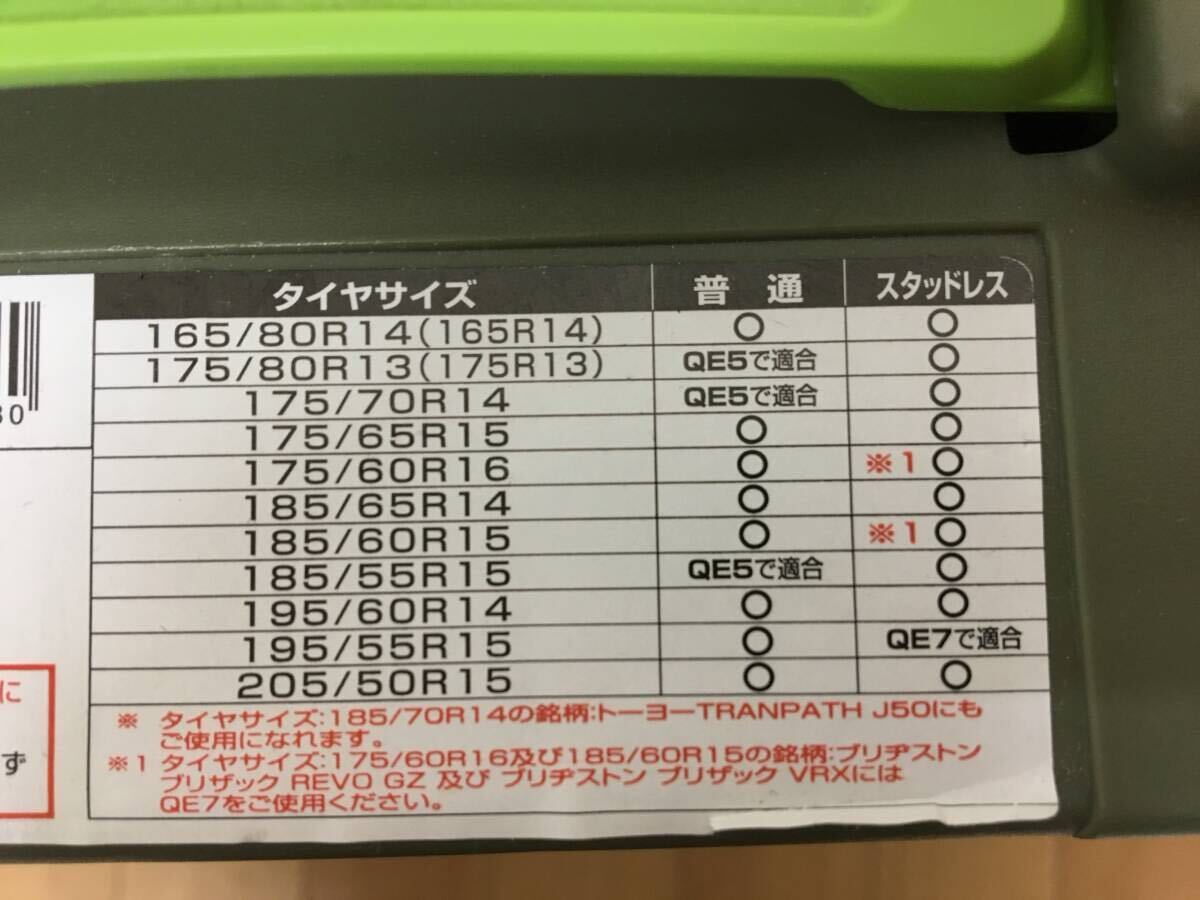 タイヤサイズ 普通 スタッドレス
165/80R14(165R14) ○ ○
175/80R13(175R13) QE5で適合 ○
175/70R14 QE5で適合 ○
175/65R15 ○ ○
175/60R16 ○ ※1 ○
185/65R14 ○ ○
185/60R15 ○ ※1 ○
185/55R15 QE5で適合 ○
195/60R14 ○ ○
195/55R15 ○ QE7で適合
205/50R15 ○ ○
※ タイヤサイズ:185/70R14の銘柄:トーヨーTRANPATH J50にも
ご使用になれます。
※1 タイヤサイズ:175/60R16及び185/60R15の銘柄:ブリヂストン
ブリザック REVO GZ 及び ブリヂストン ブリザック VRXには
QE7をご使用ください。
0
に
ず